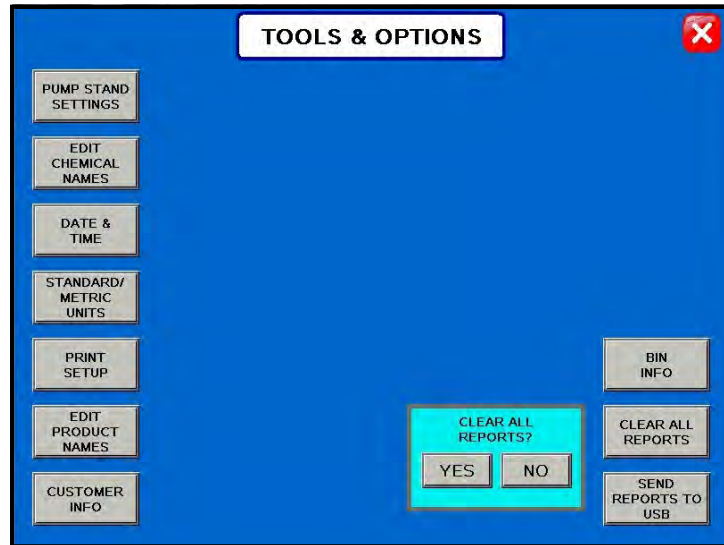 TOOLS & OPTIONS
PUMP STAND
SETTINGS
EDIT
CHEMICAL
NAMES
DATE &
TIME
STANDARD/
METRIC
UNITS
PRINT
SETUP
EDIT
PRODUCT
NAMES
CUSTOMER
INFO
CLEAR ALL
REPORTS?
YES
NO
BIN
INFO
CLEAR ALL
REPORTS
SEND
REPORTS TO
USB